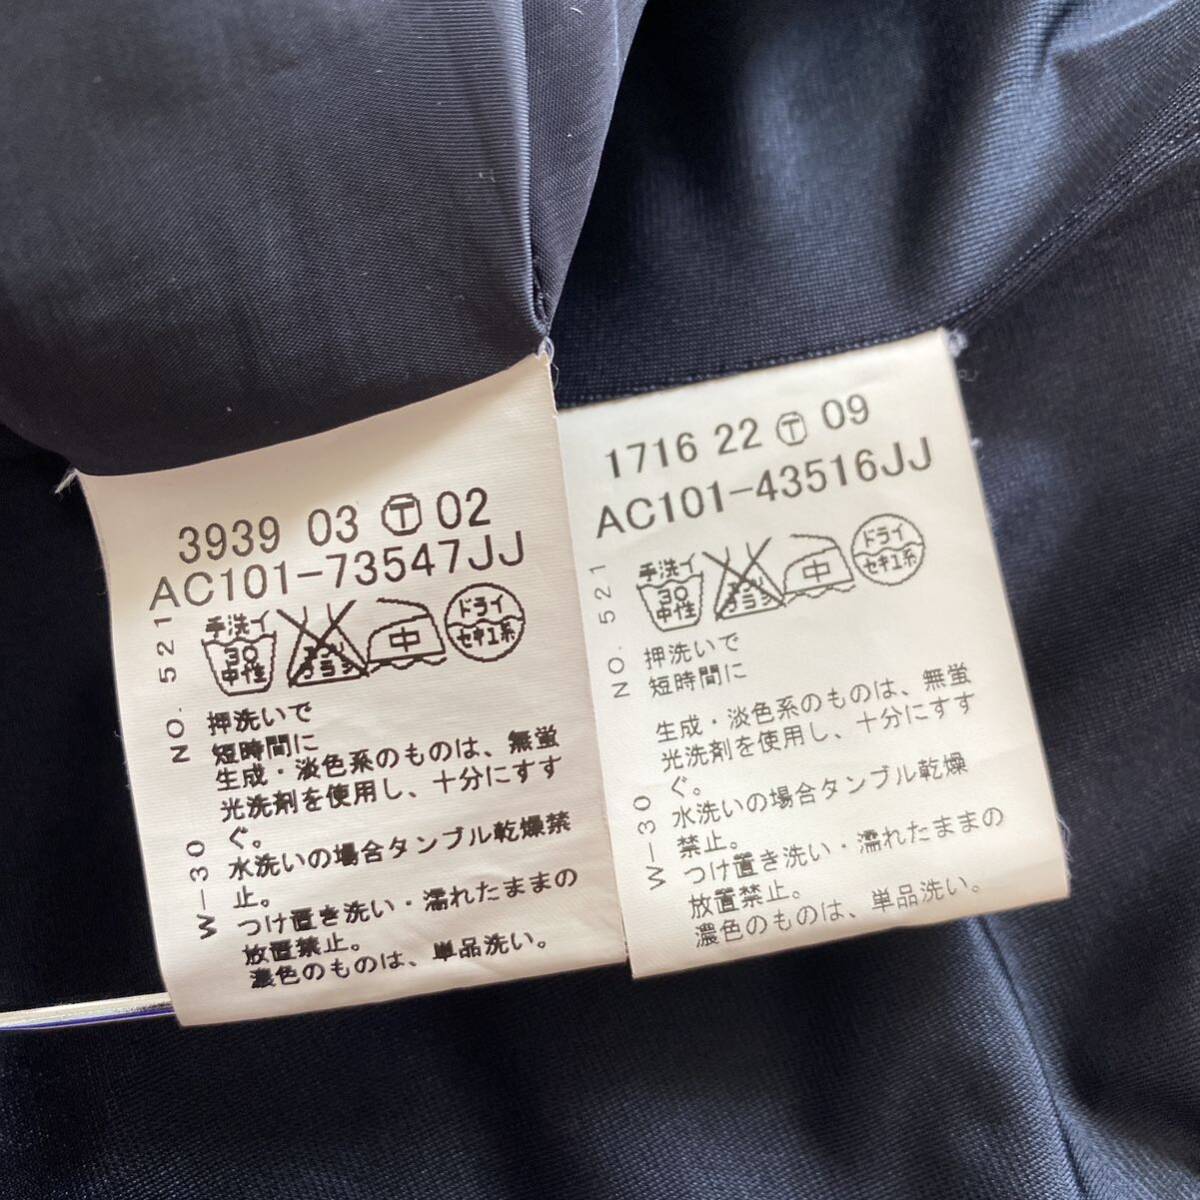 3939 03 Ⓣ 02
AC101-73547JJ
手洗イ
30
中性
エンソ
フラシ
中
ドライ
セキユ系
NO. 521
W-30
押洗いで
短時間に
生成・淡色系のものは、無蛍
光洗剤を使用し、十分にすす
ぐ。
水洗いの場合タンブル乾燥禁
止。
つけ置き洗い・濡れたままの
放置禁止。
濃色のものは、単品洗い。
1716 22 Ⓣ 09
AC101-43516JJ
手洗イ
30
中性
エンソ
フラシ
中
ドライ
セキユ系
NO. 521
W-30
押洗いで
短時間に
生成・淡色系のものは、無蛍
光洗剤を使用し、十分にすす
ぐ。
水洗いの場合タンブル乾燥
禁止。
つけ置き洗い・濡れたままの
放置禁止。
濃色のものは、単品洗い。